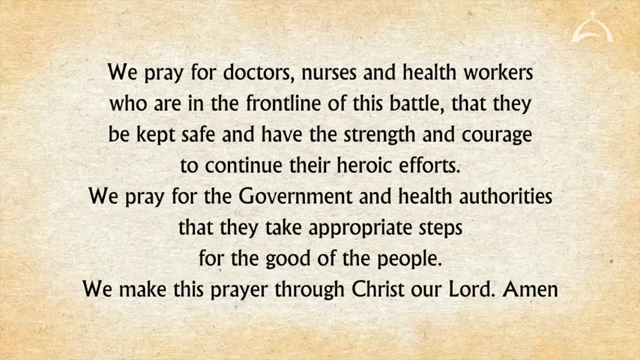 We pray for doctors, nurses and health workers
who are in the frontline of this battle, that they
be kept safe and have the strength and courage
to continue their heroic efforts.
We pray for the Government and health authorities
that they take appropriate steps
for the good of the people.
We make this prayer through Christ our Lord. Amen